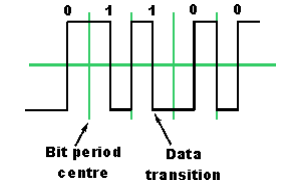 0 1 1 0 0
Bit period centre
Data transition